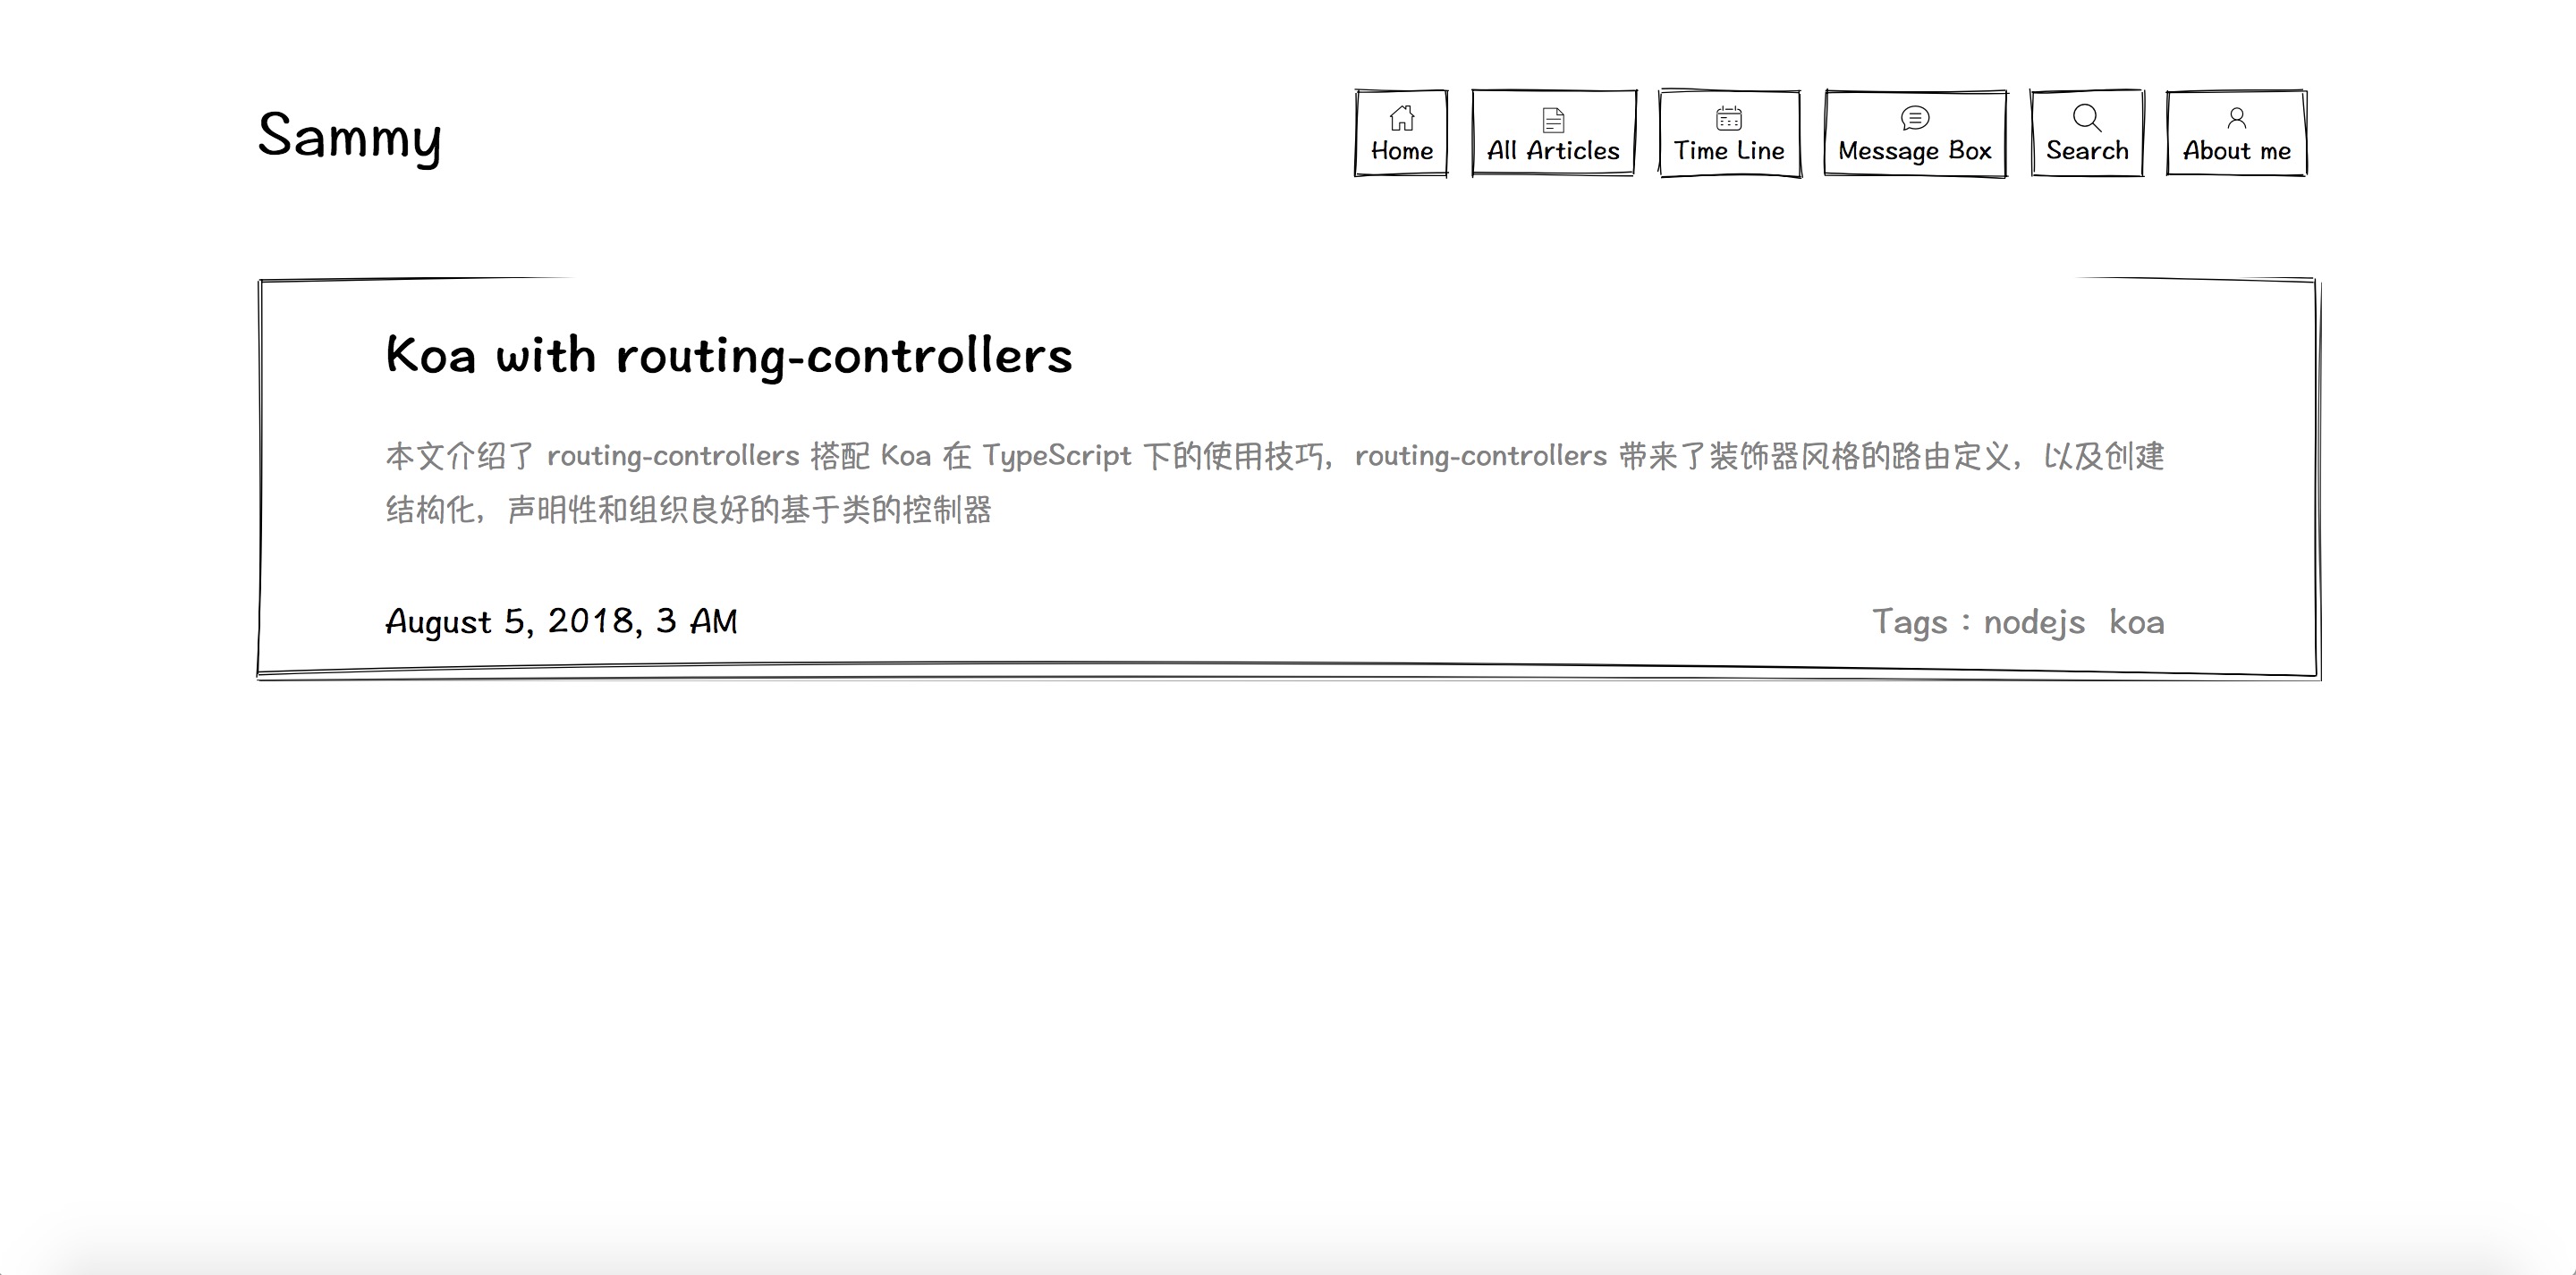 Sammy
Home
All Articles
Time Line
Message Box
Search
About me
Koa with routing-controllers
本文介绍了 routing-controllers 搭配 Koa 在 TypeScript 下的使用技巧，routing-controllers 带来了装饰器风格的路由定义，以及创建
结构化，声明性和组织良好的基于类的控制器
August 5, 2018, 3 AM
Tags：nodejs koa